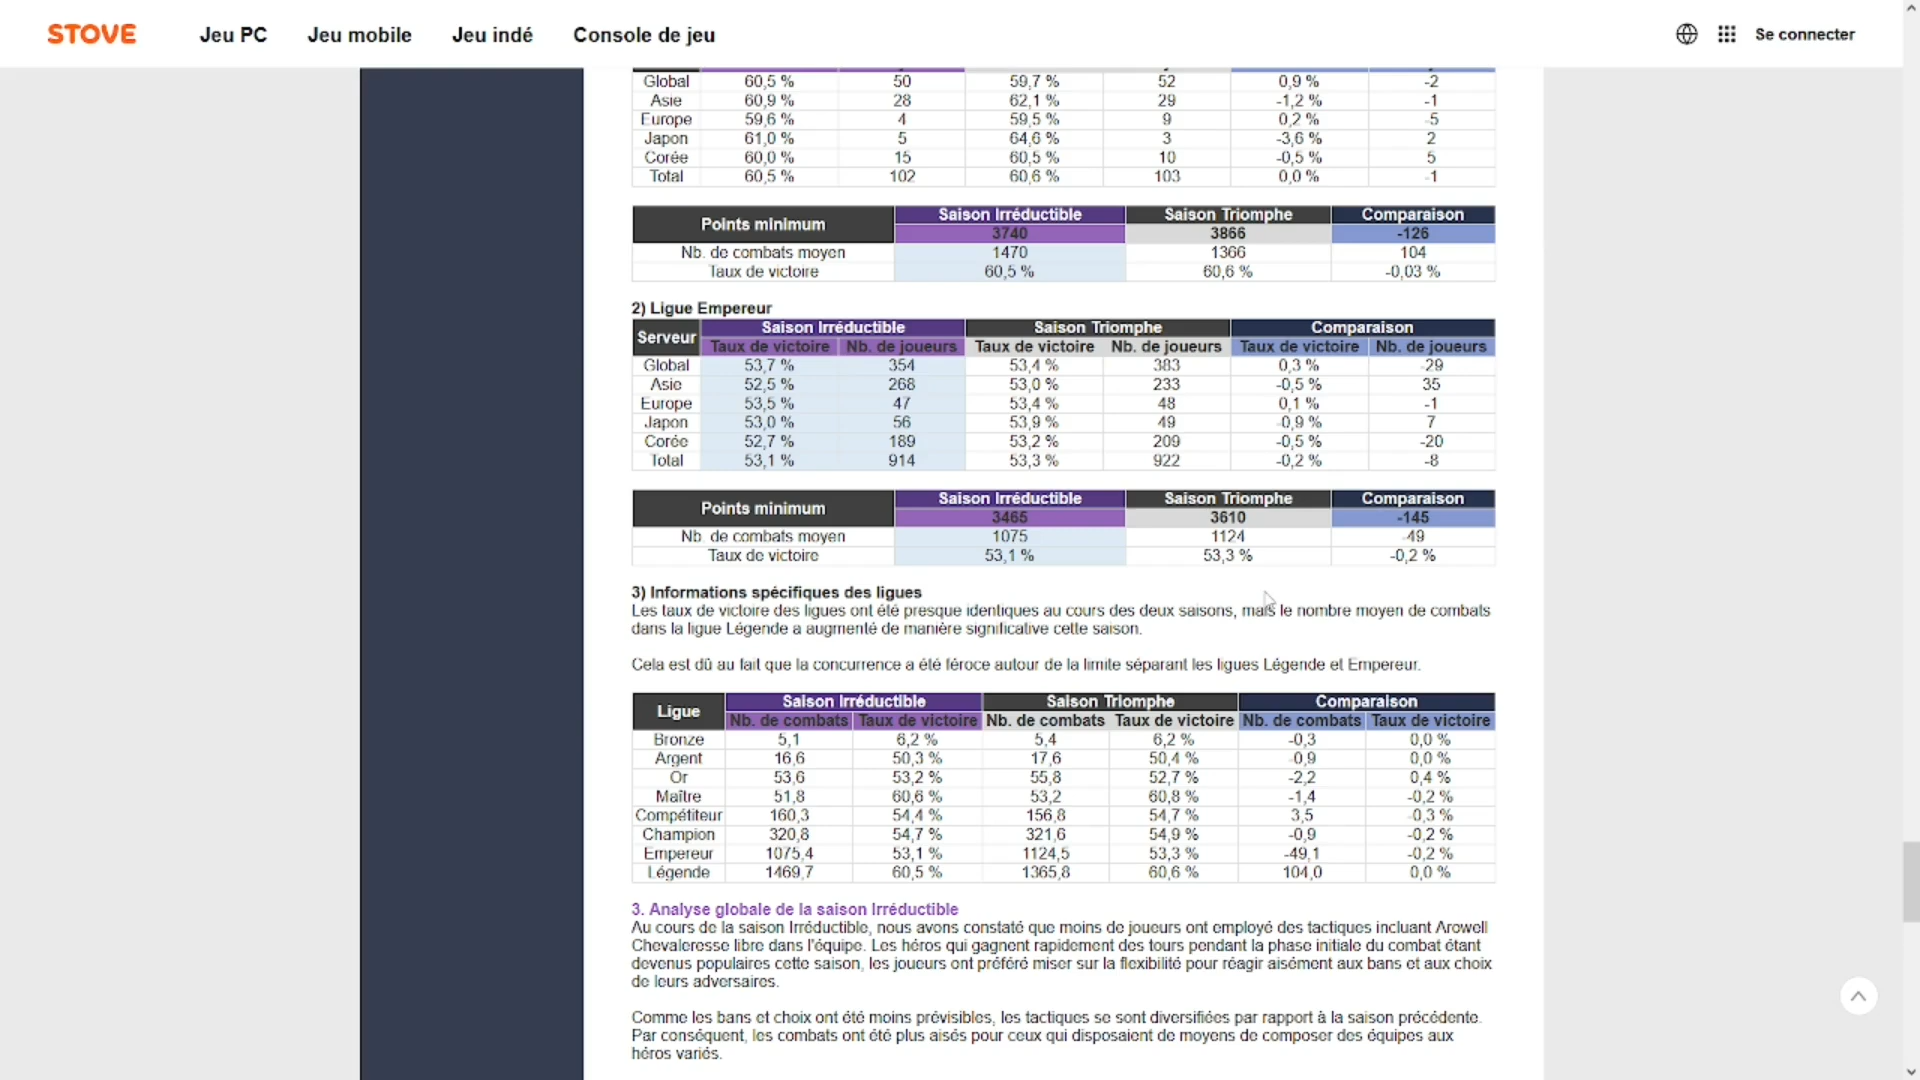 STOVE Jeu PC Jeu mobile Jeu indé Console de jeu Se connecter
Global 60,5 % 50 59,7 % 52 0,9 % -2
Asie 60,9 % 28 62,1 % 29 -1,2 % -1
Europe 59,6 % 4 59,5 % 9 0,2 % -5
Japon 61,0 % 5 64,6 % 3 -3,6 % 2
Corée 60,0 % 15 60,5 % 10 -0,5 % 5
Total 60,5 % 102 60,6 % 103 0,0 % -1
Points minimum Saison Irréductible Saison Triomphe Comparaison
3740 3866 -126
Nb. de combats moyen 1470 1366 104
Taux de victoire 60,5 % 60,6 % -0,03 %
2) Ligue Empereur
Serveur Saison Irréductible Saison Triomphe Comparaison
Taux de victoire Nb. de joueurs Taux de victoire Nb. de joueurs Taux de victoire Nb. de joueurs
Global 53,7 % 354 53,4 % 383 0,3 % -29
Asie 52,5 % 268 53,0 % 233 -0,5 % 35
Europe 53,5 % 47 53,4 % 48 0,1 % -1
Japon 53,0 % 56 53,9 % 49 -0,9 % 7
Corée 52,7 % 189 53,2 % 209 -0,5 % -20
Total 53,1 % 914 53,3 % 922 -0,2 % -8
Points minimum Saison Irréductible Saison Triomphe Comparaison
3465 3610 -145
Nb. de combats moyen 1075 1124 -49
Taux de victoire 53,1 % 53,3 % -0,2 %
3) Informations spécifiques des ligues
Les taux de victoire des ligues ont été presque identiques au cours des deux saisons, mais le nombre moyen de combats
dans la ligue Légende a augmenté de manière significative cette saison.
Cela est dû au fait que la concurrence a été féroce autour de la limite séparant les ligues Légende et Empereur.
Ligue Saison Irréductible Saison Triomphe Comparaison
Nb. de combats Taux de victoire Nb. de combats Taux de victoire Nb. de combats Taux de victoire
Bronze 5,1 6,2 % 5,4 6,2 % -0,3 0,0 %
Argent 16,6 50,3 % 17,6 50,4 % -0,9 0,0 %
Or 53,6 53,2 % 55,8 52,7 % -2,2 0,4 %
Maître 51,8 60,6 % 53,2 60,8 % -1,4 -0,2 %
Compétiteur 160,3 54,4 % 156,8 54,7 % 3,5 -0,3 %
Champion 320,8 54,7 % 321,6 54,9 % -0,9 -0,2 %
Empereur 1075,4 53,1 % 1124,5 53,3 % -49,1 -0,2 %
Légende 1469,7 60,5 % 1365,8 60,6 % 104,0 0,0 %
3. Analyse globale de la saison Irréductible
Au cours de la saison Irréductible, nous avons constaté que moins de joueurs ont employé des tactiques incluant Arowell
Chevaleresse libre dans l'équipe. Les héros qui gagnent rapidement des tours pendant la phase initiale du combat étant
devenus populaires cette saison, les joueurs ont préféré miser sur la flexibilité pour réagir aisément aux bans et aux choix
de leurs adversaires.
Comme les bans et choix ont été moins prévisibles, les tactiques se sont diversifiées par rapport à la saison précédente.
Par conséquent, les combats ont été plus aisés pour ceux qui disposaient de moyens de composer des équipes aux
héros variés.